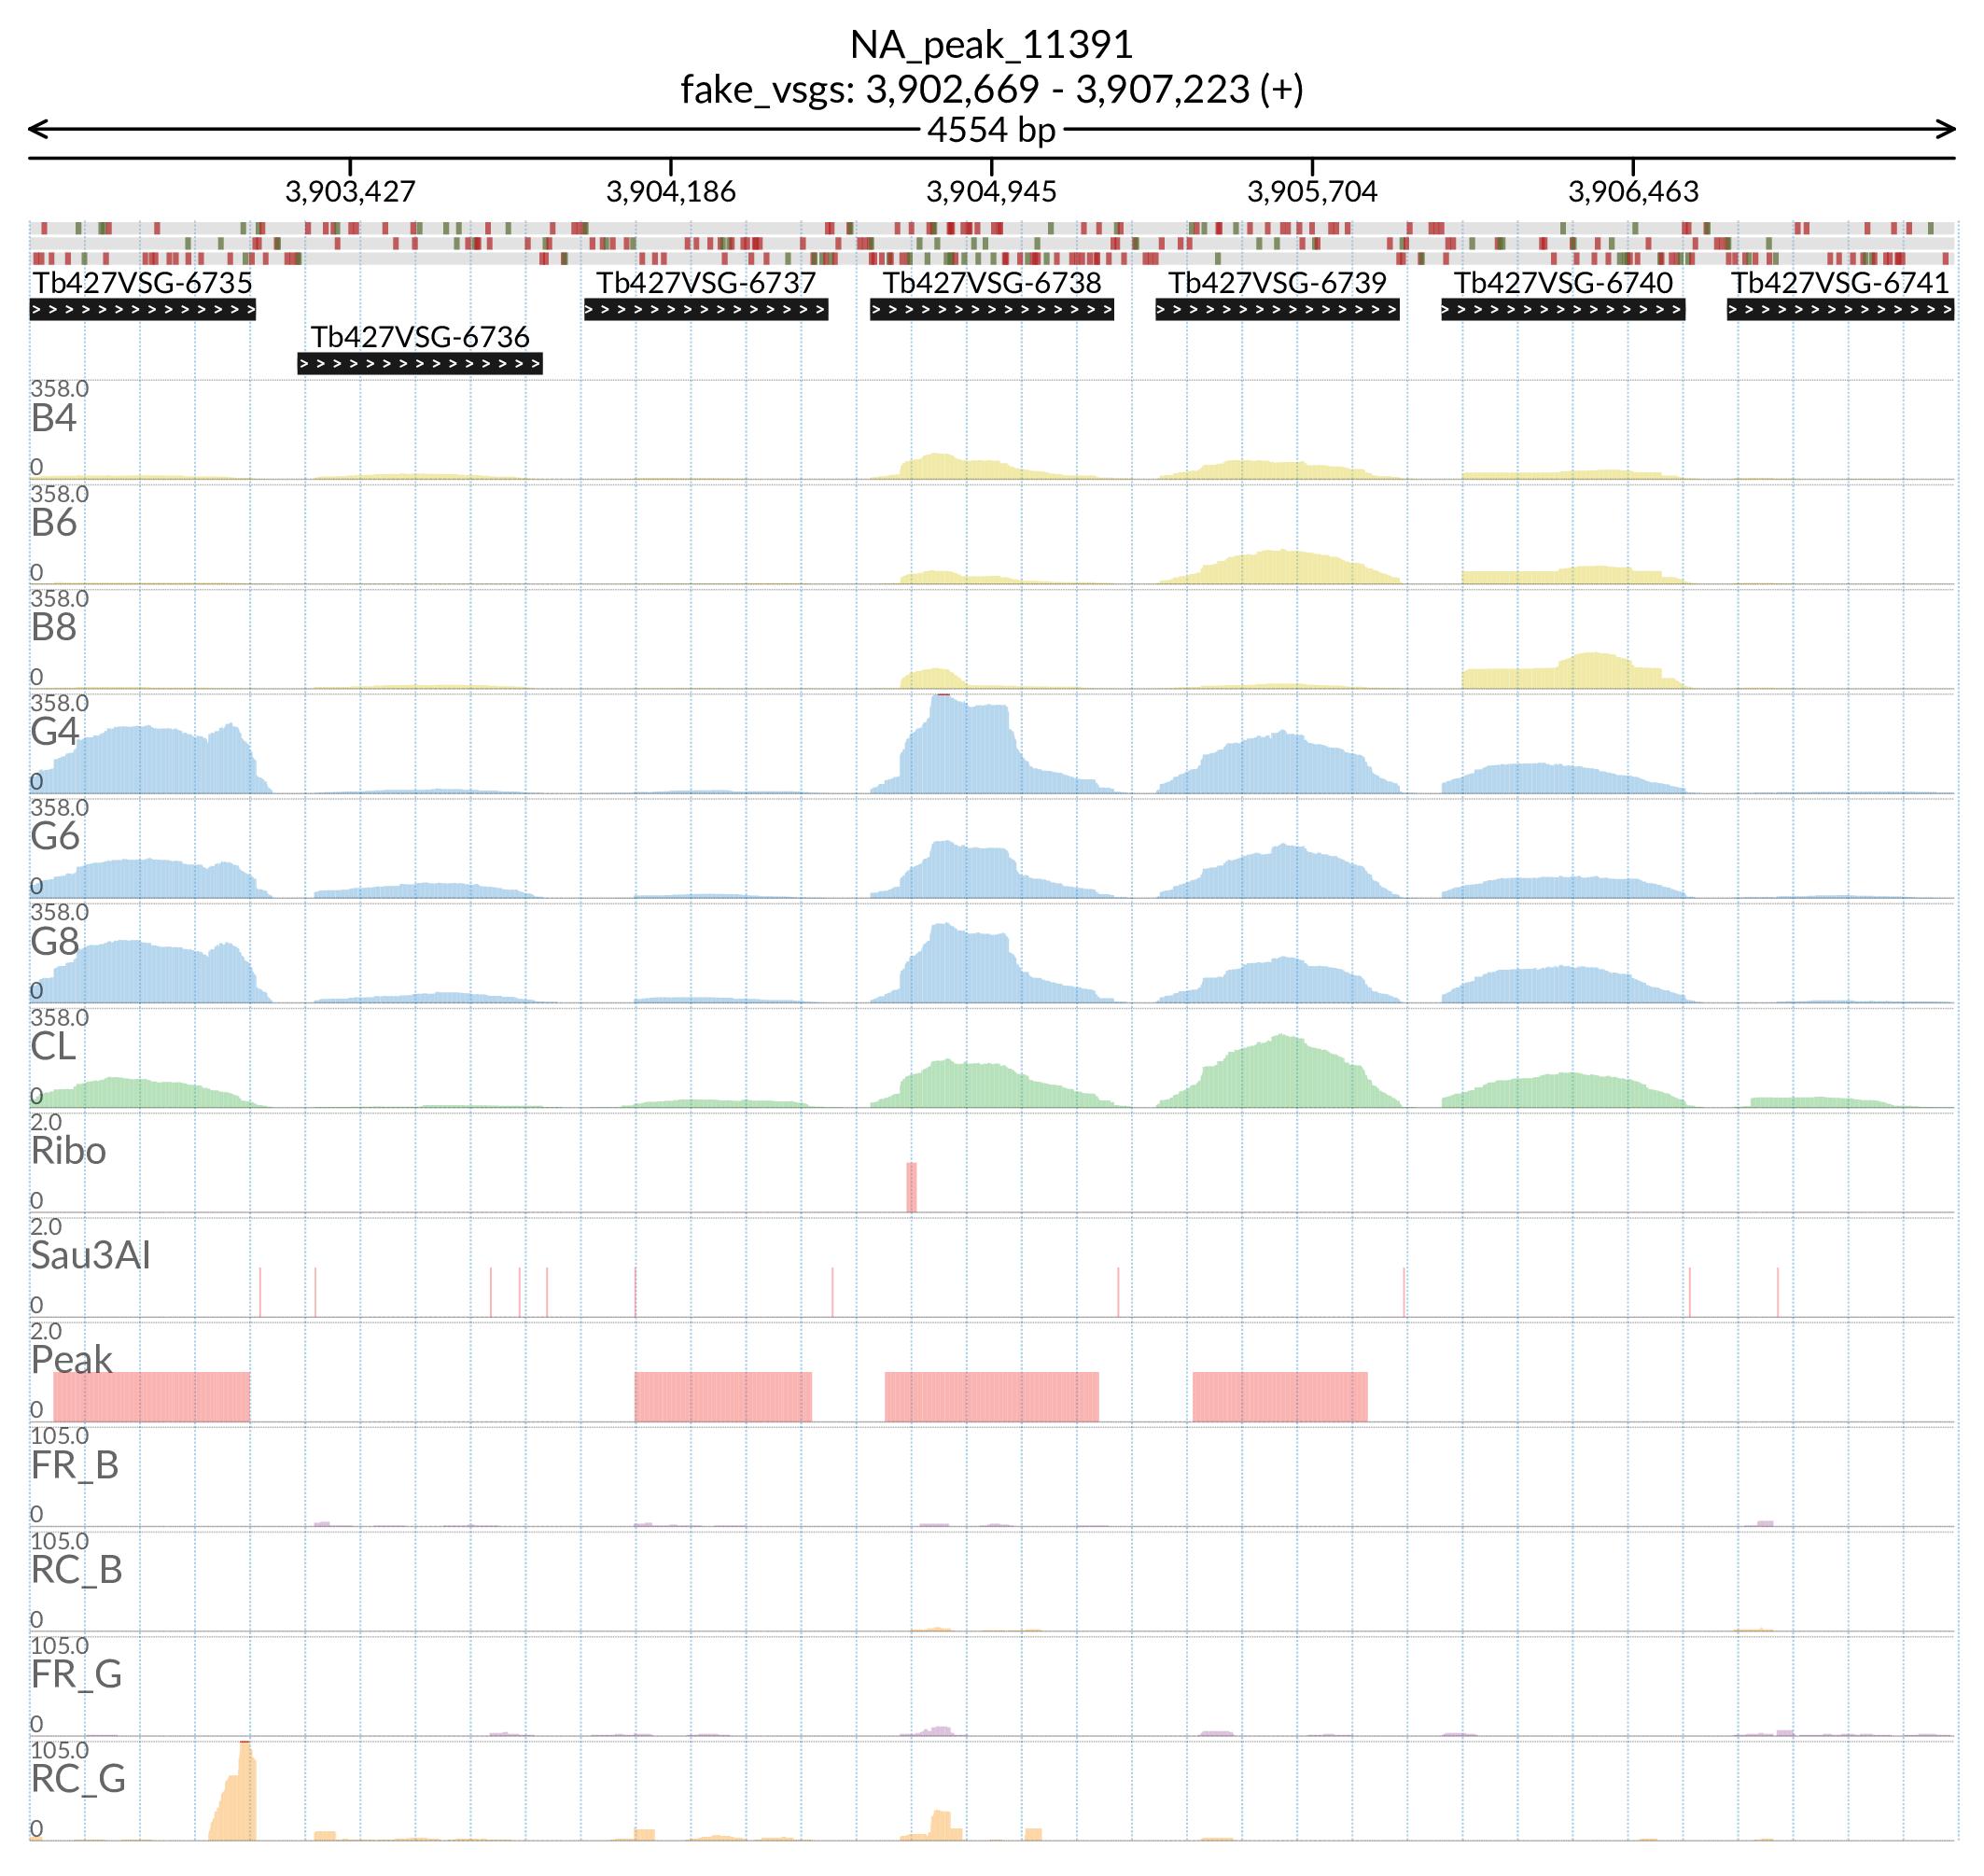 NA_peak_11391
fake_vsgs: 3,902,669 - 3,907,223 (+)
4554 bp
3,903,427 3,904,186 3,904,945 3,905,704 3,906,463
Tb427VSG-6735 Tb427VSG-6737 Tb427VSG-6738 Tb427VSG-6739 Tb427VSG-6740 Tb427VSG-6741
Tb427VSG-6736
358.0
B4
0
358.0
B6
0
358.0
B8
0
358.0
G4
0
358.0
G6
0
358.0
G8
0
358.0
CL
0
2.0
Ribo
0
2.0
Sau3AI
0
2.0
Peak
0
105.0
FR_B
0
105.0
RC_B
0
105.0
FR_G
0
105.0
RC_G
0